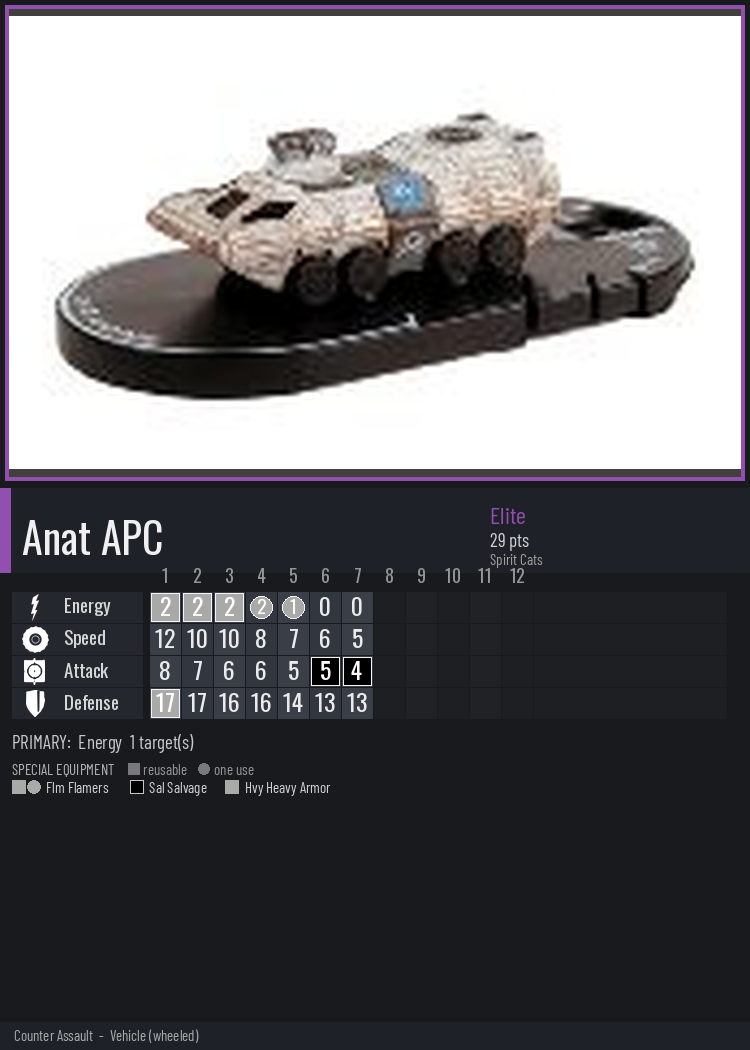 Anat APC
Elite
29 pts
Spirit Cats
1 2 3 4 5 6 7 8 9 10 11 12
Energy 2 2 2 2 1 0 0
Speed 12 10 10 8 7 6 5
Attack 8 7 6 6 5 5 4
Defense 17 17 16 16 14 13 13
PRIMARY: Energy 1 target(s)
SPECIAL EQUIPMENT reusable one use
Flm Flamers Sal Salvage Hvy Heavy Armor
Counter Assault - Vehicle (wheeled)